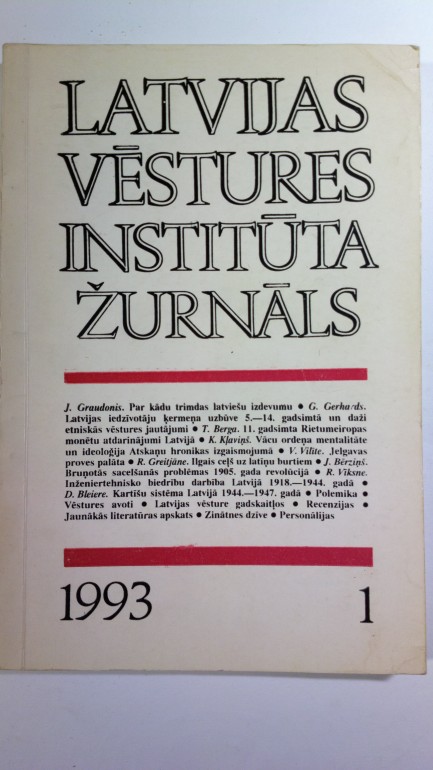 LATVIJAS
VĒSTURES
INSTITŪTA
ŽURNĀLS
J. Graudonis. Par kādu trimdas latviešu izdevumu ● G. Gerhards.
Latvijas iedzīvotāju ķermeņa uzbūve 5.—14. gadsimtā un daži
etniskās vēstures jautājumi ● T. Berga. 11. gadsimta Rietumeiropas
monētu atdarinājumi Latvijā ● K. Kļaviņš. Vācu ordeņa mentalitāte
un ideoloģija Atskaņu hronikas izgaismojumā ● V. Vilīte. Jelgavas
proves palāta ● R. Greitjāne. Ilgais ceļš uz latīņu burtiem ● J. Bērziņš.
Bruņotās sacelšanās problēmas 1905. gada revolūcijā ● R. Vīksne.
Inženiertehnisko biedrību darbība Latvijā 1918.—1944. gadā ●
D. Bleiere. Kartīšu sistēma Latvijā 1944.—1947. gadā ● Polemika ●
Vēstures avoti ● Latvijas vēsture gadskaitļos ● Recenzijas ●
Jaunākās literatūras apskats ● Zinātnes dzīve ● Personālijas
1993 1